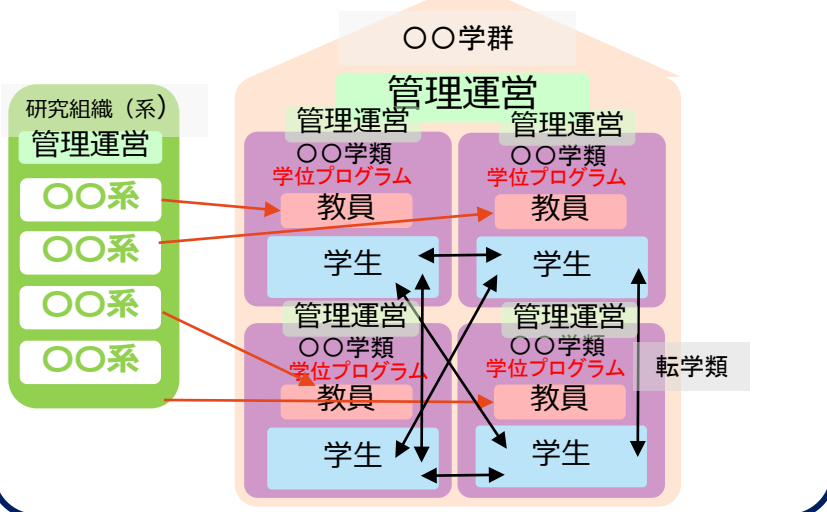 〇〇学群
管理運営
研究組織（系）
管理運営
〇〇系
〇〇系
〇〇系
〇〇系
管理運営
〇〇学類
学位プログラム
教員
学生
管理運営
〇〇学類
学位プログラム
教員
学生
管理運営
〇〇学類
学位プログラム
教員
学生
管理運営
〇〇学類
学位プログラム
教員
学生
転学類